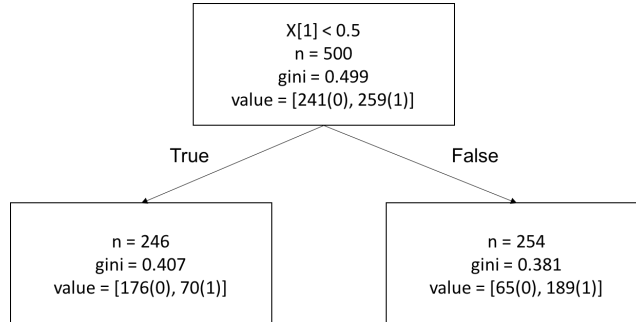 X[1] < 0.5
n = 500
gini = 0.499
value = [241(0), 259(1)]
True
False
n = 246
gini = 0.407
value = [176(0), 70(1)]
n = 254
gini = 0.381
value = [65(0), 189(1)]